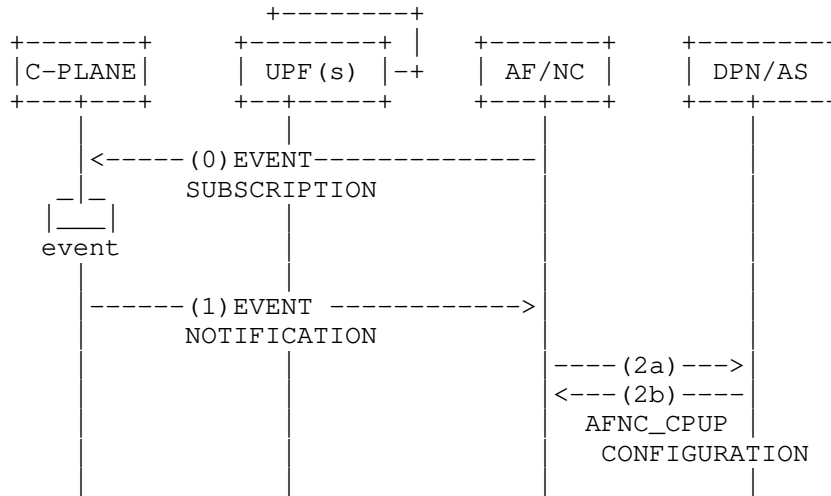 C-PLANE UPF(s) AF/NC DPN/AS
(0)EVENT
SUBSCRIPTION
event
(1)EVENT
NOTIFICATION
(2a)
(2b)
AFNC_CPUP
CONFIGURATION